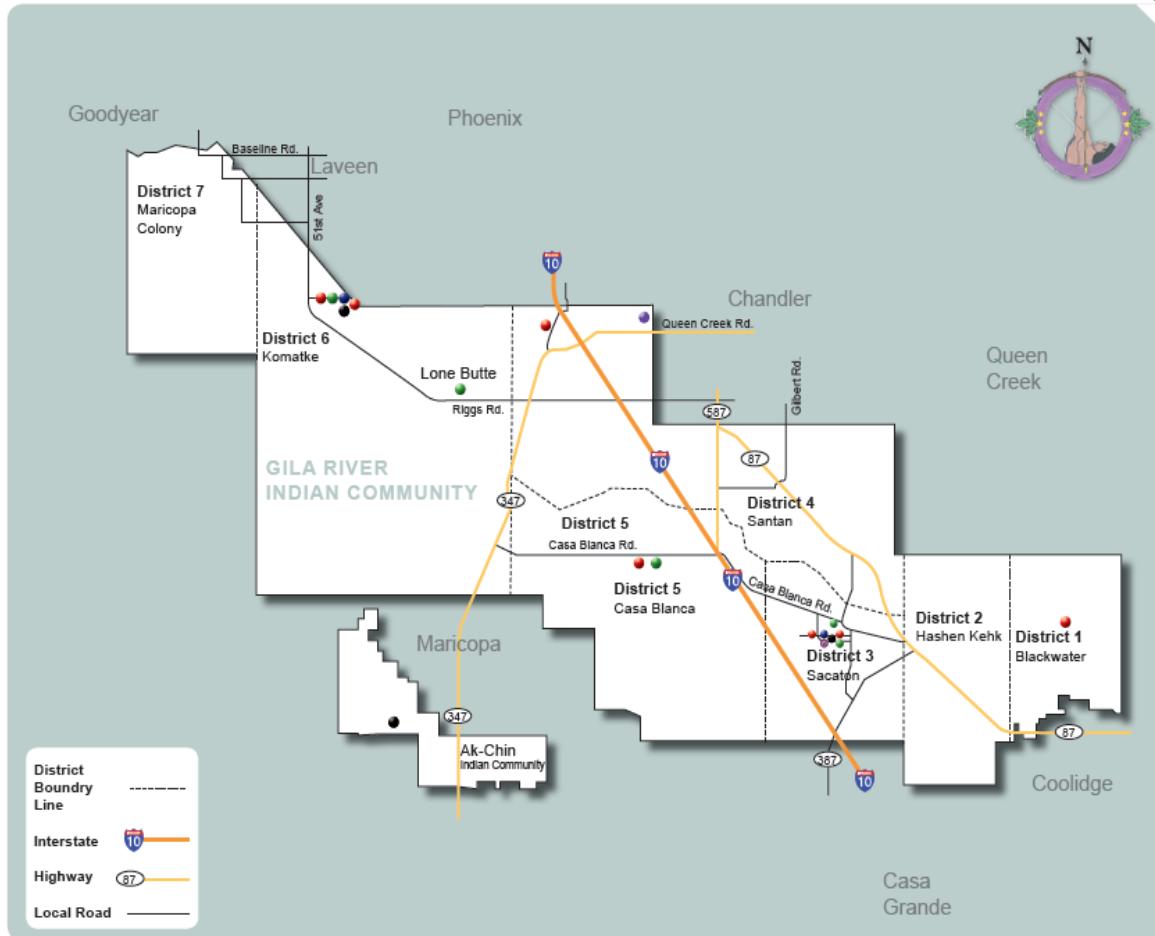 N
Goodyear
Phoenix
Baseline Rd.
Laveen
District 7
Maricopa
Colony
51st Ave
10
Chandler
Queen Creek Rd.
District 6
Komatke
Queen
Creek
Lone Butte
Gilbert Rd.
Riggs Rd.
587
87
10
GILA RIVER
INDIAN COMMUNITY
347
District 4
Santan
District 5
Casa Blanca Rd.
10
District 5
Casa Blanca
Casa Blanca Rd.
District 2
Hashen Kehk
District 1
Blackwater
Maricopa
District 3
Sacaton
347
Ak-Chin
Indian Community
387
87
10
Coolidge
Casa
Grande
District
Boundry
Line
Interstate
10
Highway
87
Local Road